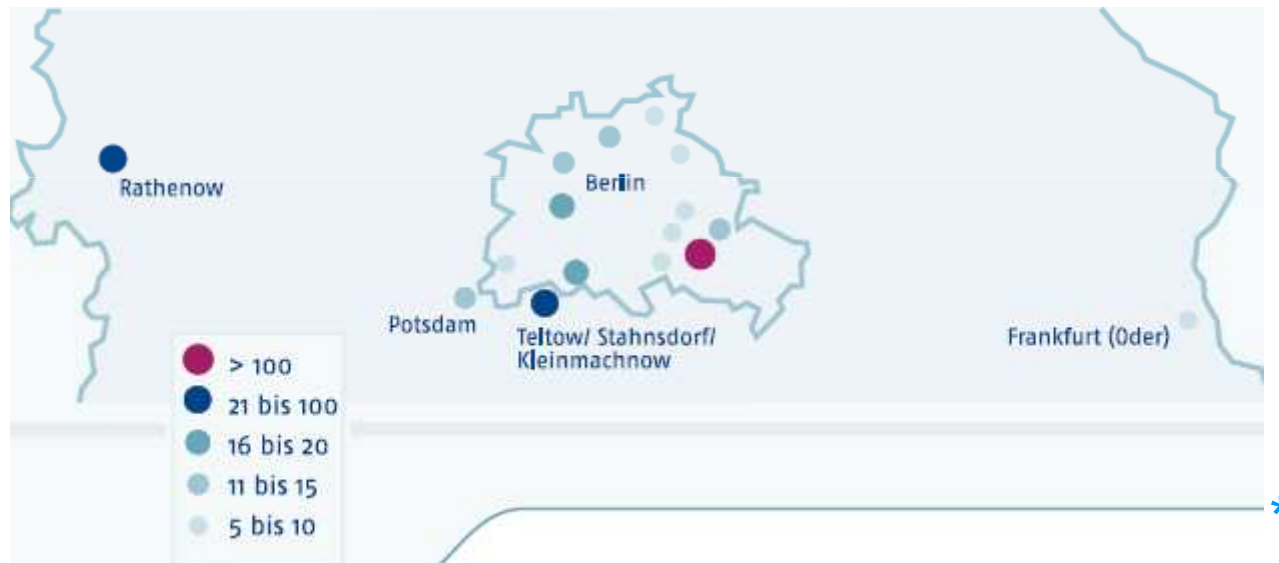 Rathenow
Berlin
Potsdam
Teltow/ Stahnsdorf/
Kleinmachnow
Frankfurt (Oder)
> 100
21 bis 100
16 bis 20
11 bis 15
5 bis 10
*